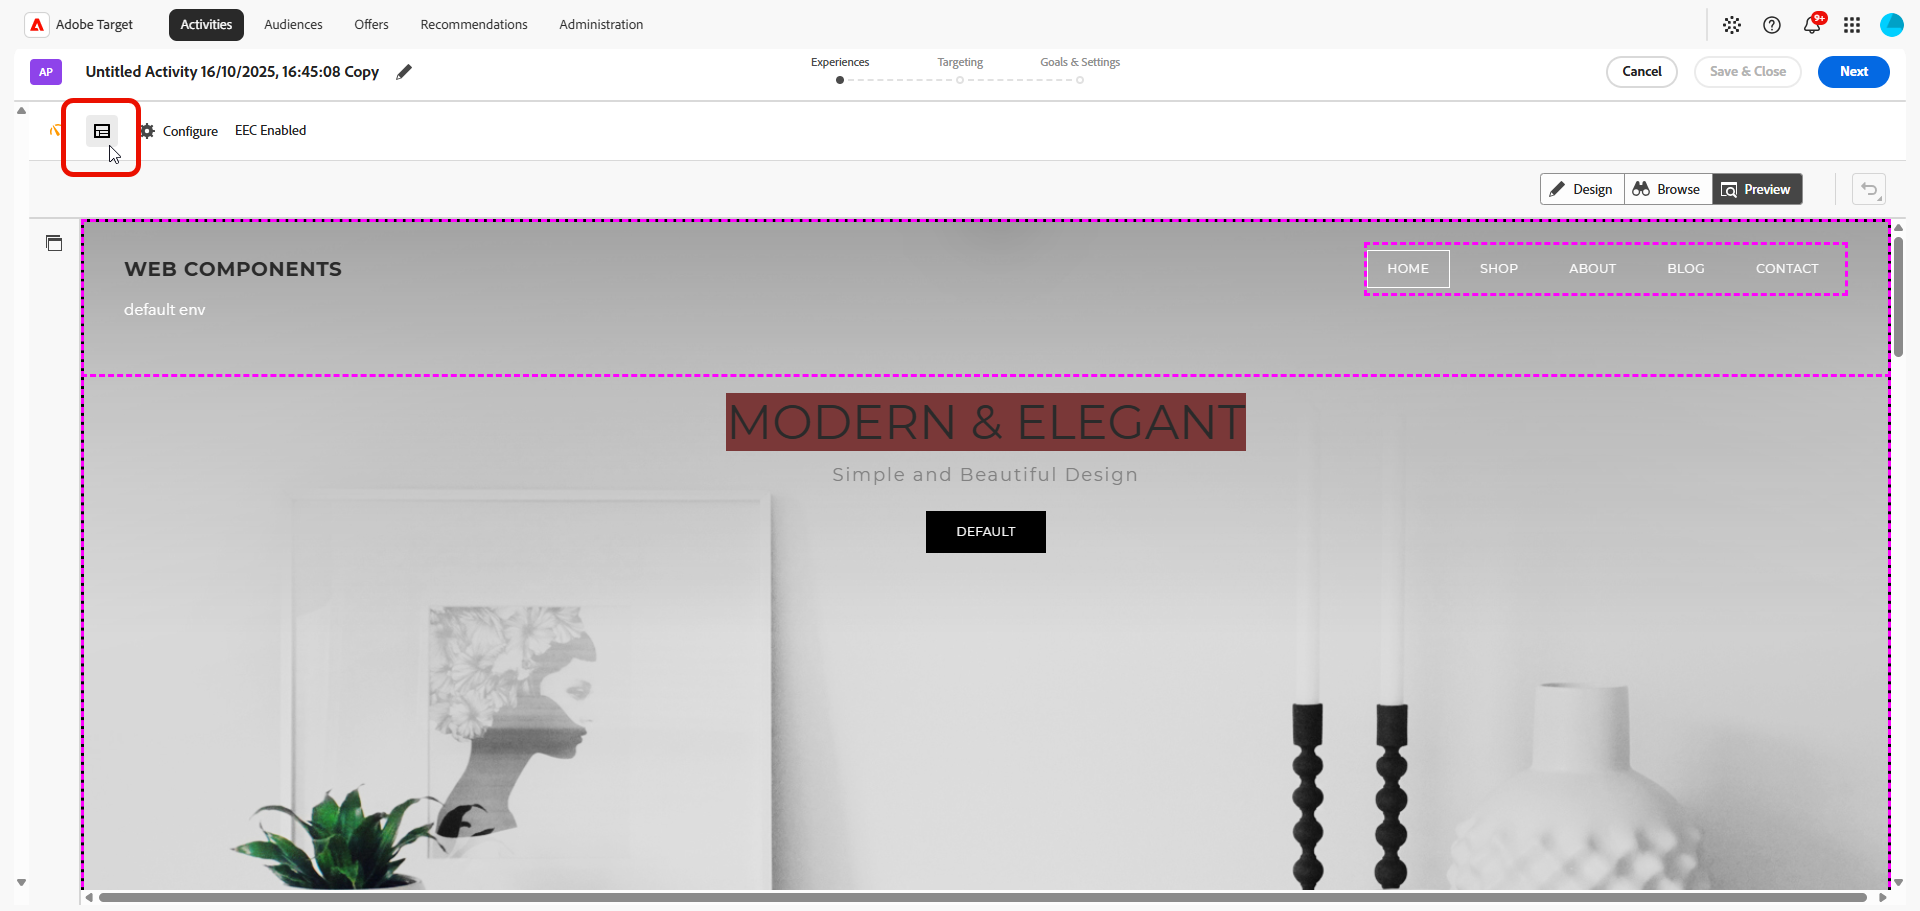 Adobe Target
Activities
Audiences
Offers
Recommendations
Administration
9+
AP
Untitled Activity 16/10/2025, 16:45:08 Copy
Experiences
Targeting
Goals & Settings
Cancel
Save & Close
Next
Configure
EEC Enabled
Design
Browse
Preview
WEB COMPONENTS
default env
HOME
SHOP
ABOUT
BLOG
CONTACT
MODERN & ELEGANT
Simple and Beautiful Design
DEFAULT